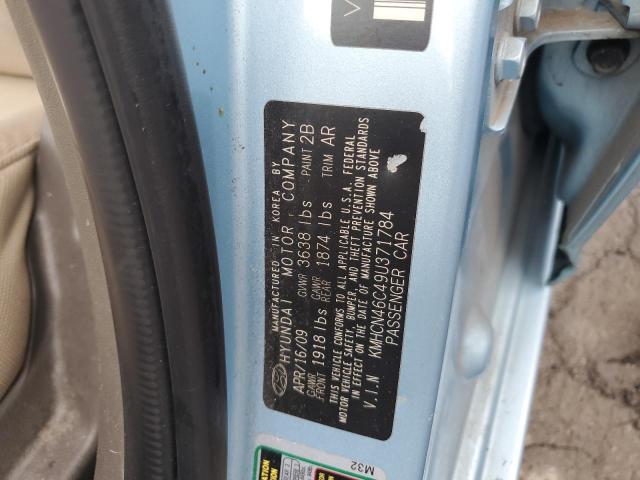 MANUFACTURED IN KOREA BY
HYUNDAI MOTOR COMPANY
APR/16/09 GVWR 3638 lbs PAINT 2B
GAWR FRONT 1918 lbs GAWR REAR 1874 lbs TRIM AR
THIS VEHICLE CONFORMS TO ALL APPLICABLE U.S.A. FEDERAL
MOTOR VEHICLE SAFETY, BUMPER, AND THEFT PREVENTION STANDARDS
IN EFFECT ON THE DATE OF MANUFACTURE SHOWN ABOVE
V.I.N KMHCN46C49U371784
PASSENGER CAR
M32
V